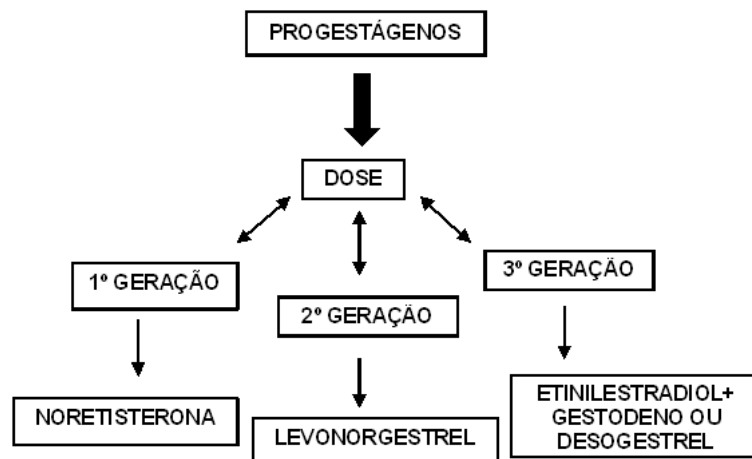 PROGESTÁGENOS
DOSE
1º GERAÇÃO
2º GERAÇÃO
3º GERAÇÃO
NORETISTERONA
LEVONORGESTREL
ETINILESTRADIOL+
GESTODENO OU
DESOGESTREL